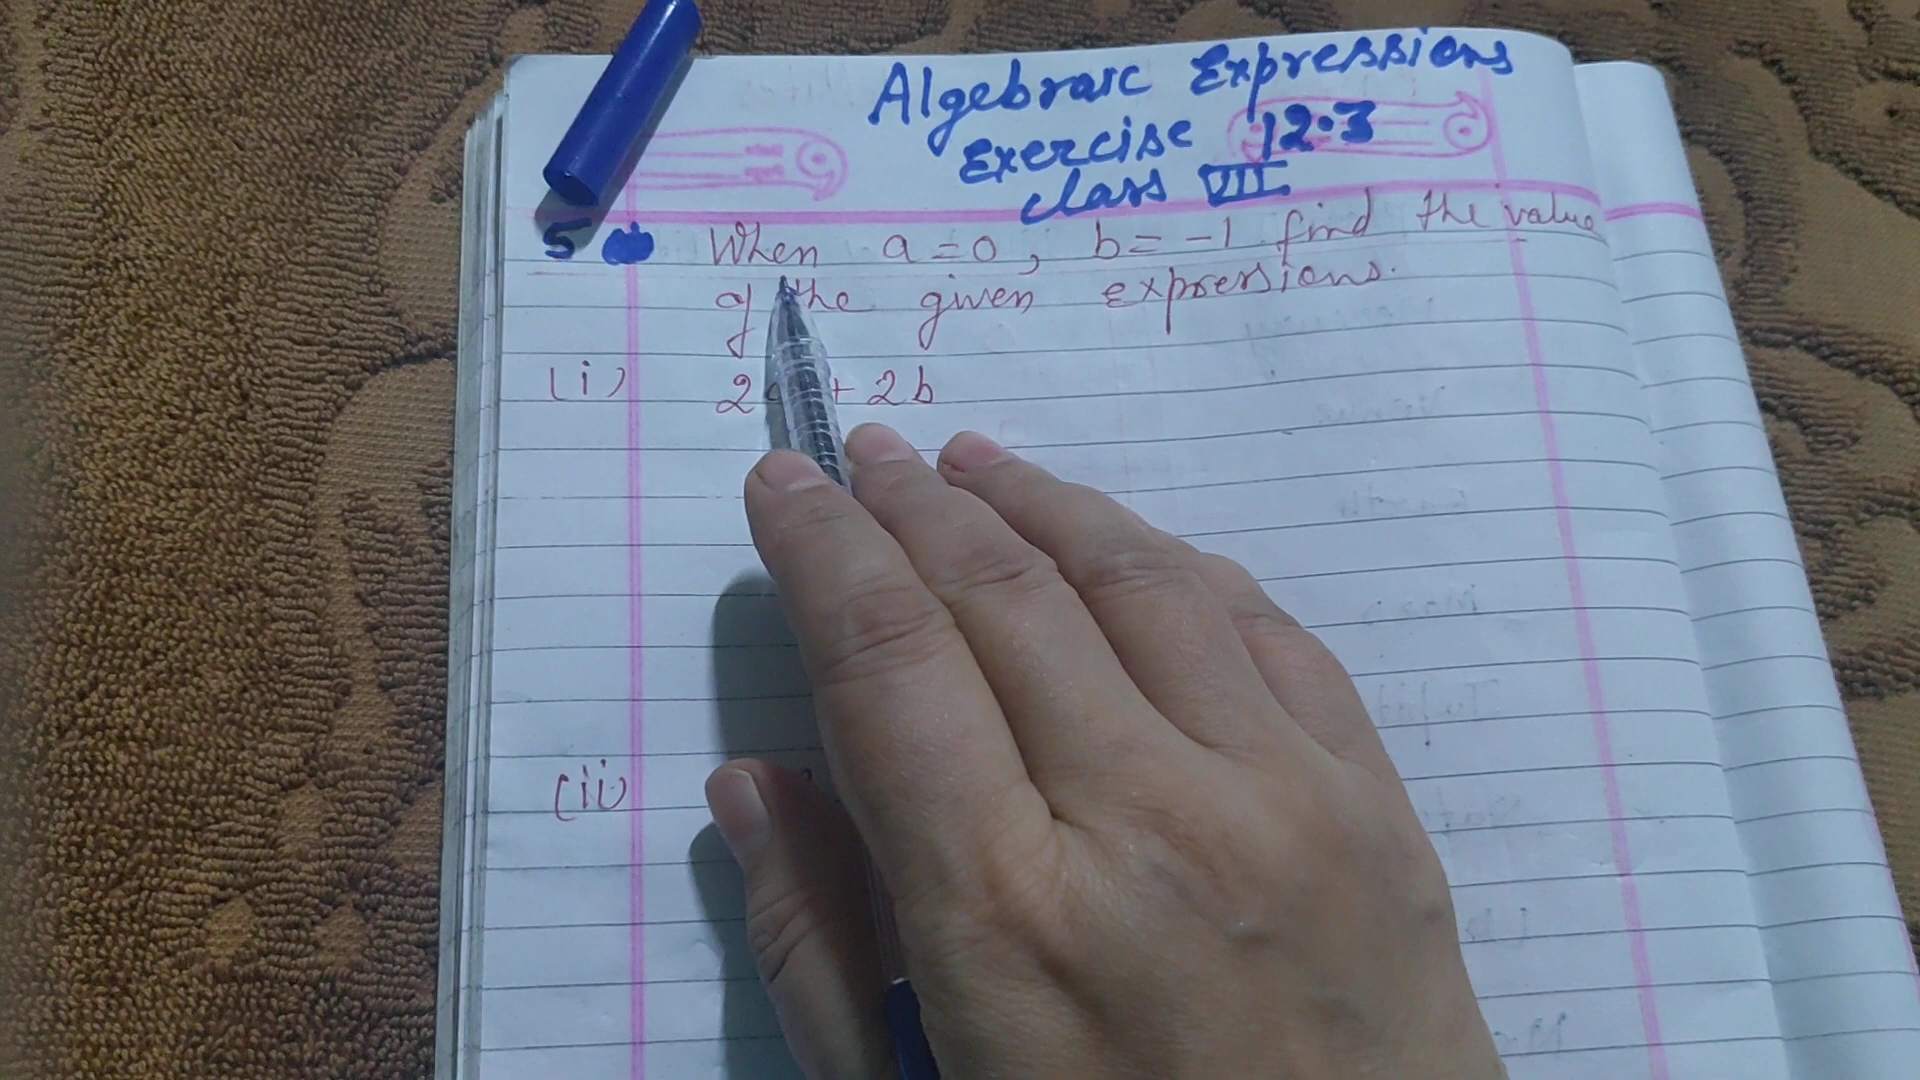 Algebraic Expressions
Exercise 12.3
class VII
5 When a=0, b= -1 find the value
of the given expressions.
(i) 2 + 2b
(ii)